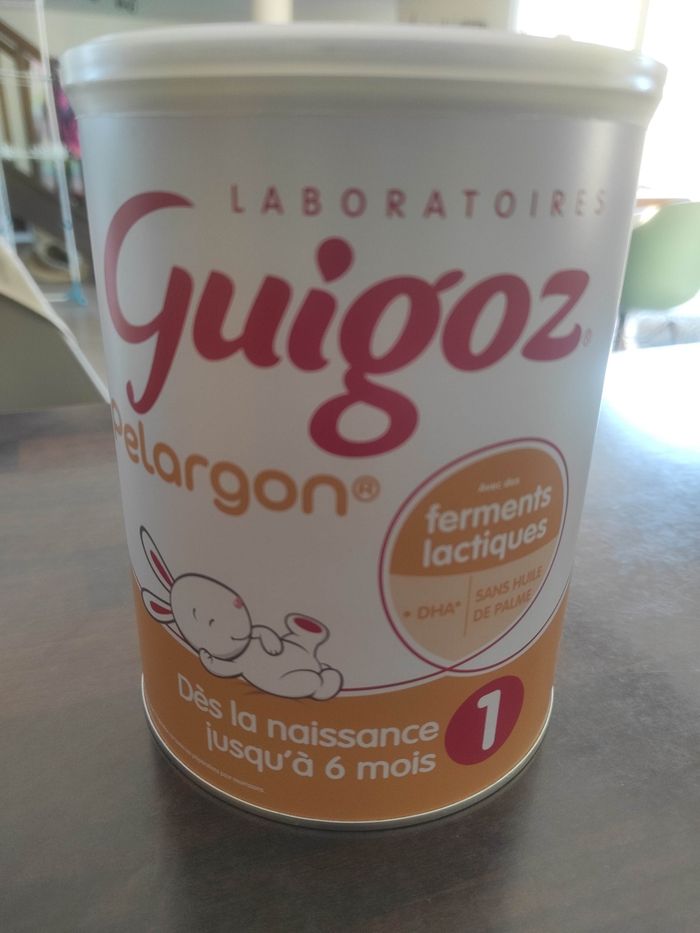 LABORATOIRES
Guigoz®
Pelargon®
Avec des
ferments
lactiques
• DHA*
SANS HUILE
DE PALME
Dès la naissance
jusqu'à 6 mois
1